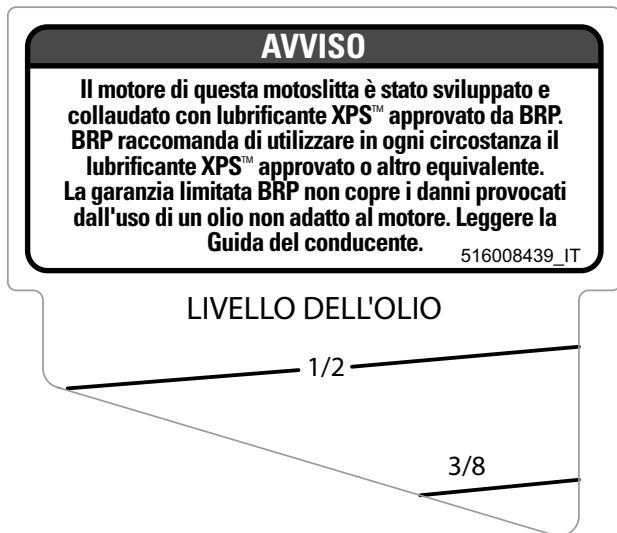 AVVISO
Il motore di questa motoslitta è stato sviluppato e
collaudato con lubrificante XPS™ approvato da BRP.
BRP raccomanda di utilizzare in ogni circostanza il
lubrificante XPS™ approvato o altro equivalente.
La garanzia limitata BRP non copre i danni provocati
dall'uso di un olio non adatto al motore. Leggere la
Guida del conducente.
516008439_IT
LIVELLO DELL'OLIO
1/2
3/8